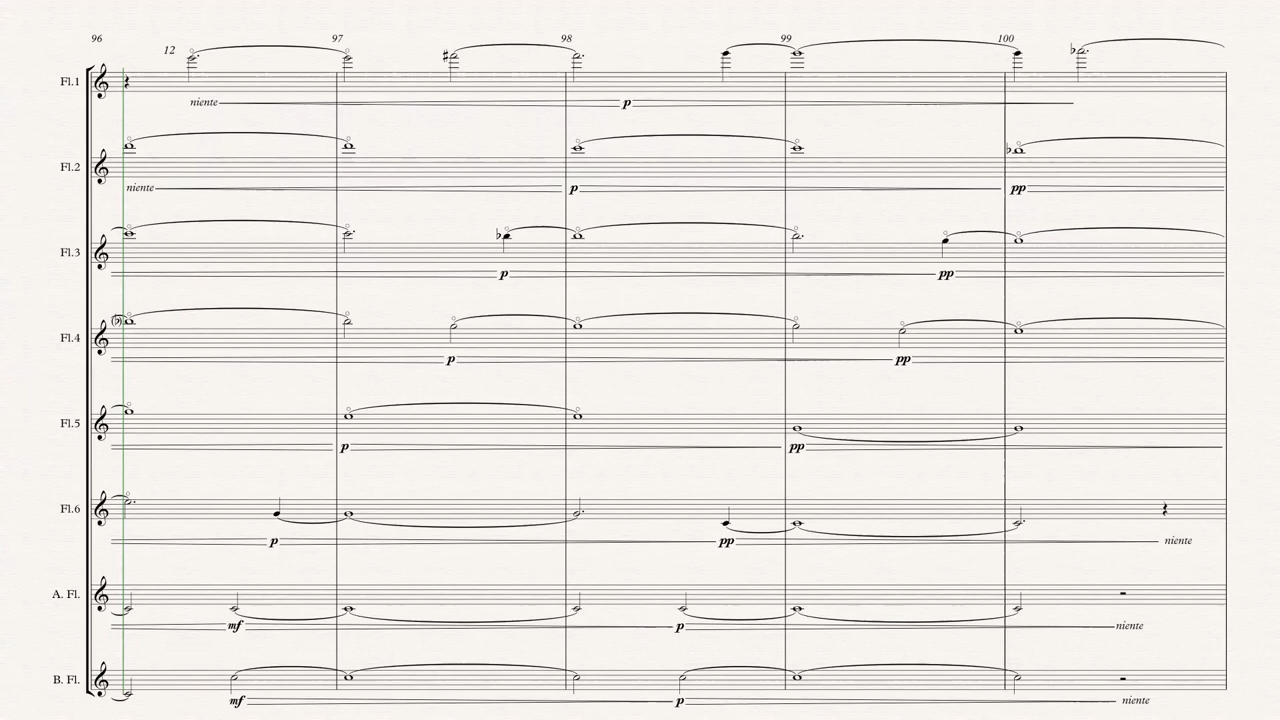 96 97 98 99 100
12
Fl.1
niente p
Fl.2
niente p pp
Fl.3
p pp
Fl.4
(b)
p pp
Fl.5
p pp
Fl.6
p pp niente
A. Fl.
mf p niente
B. Fl.
mf p niente